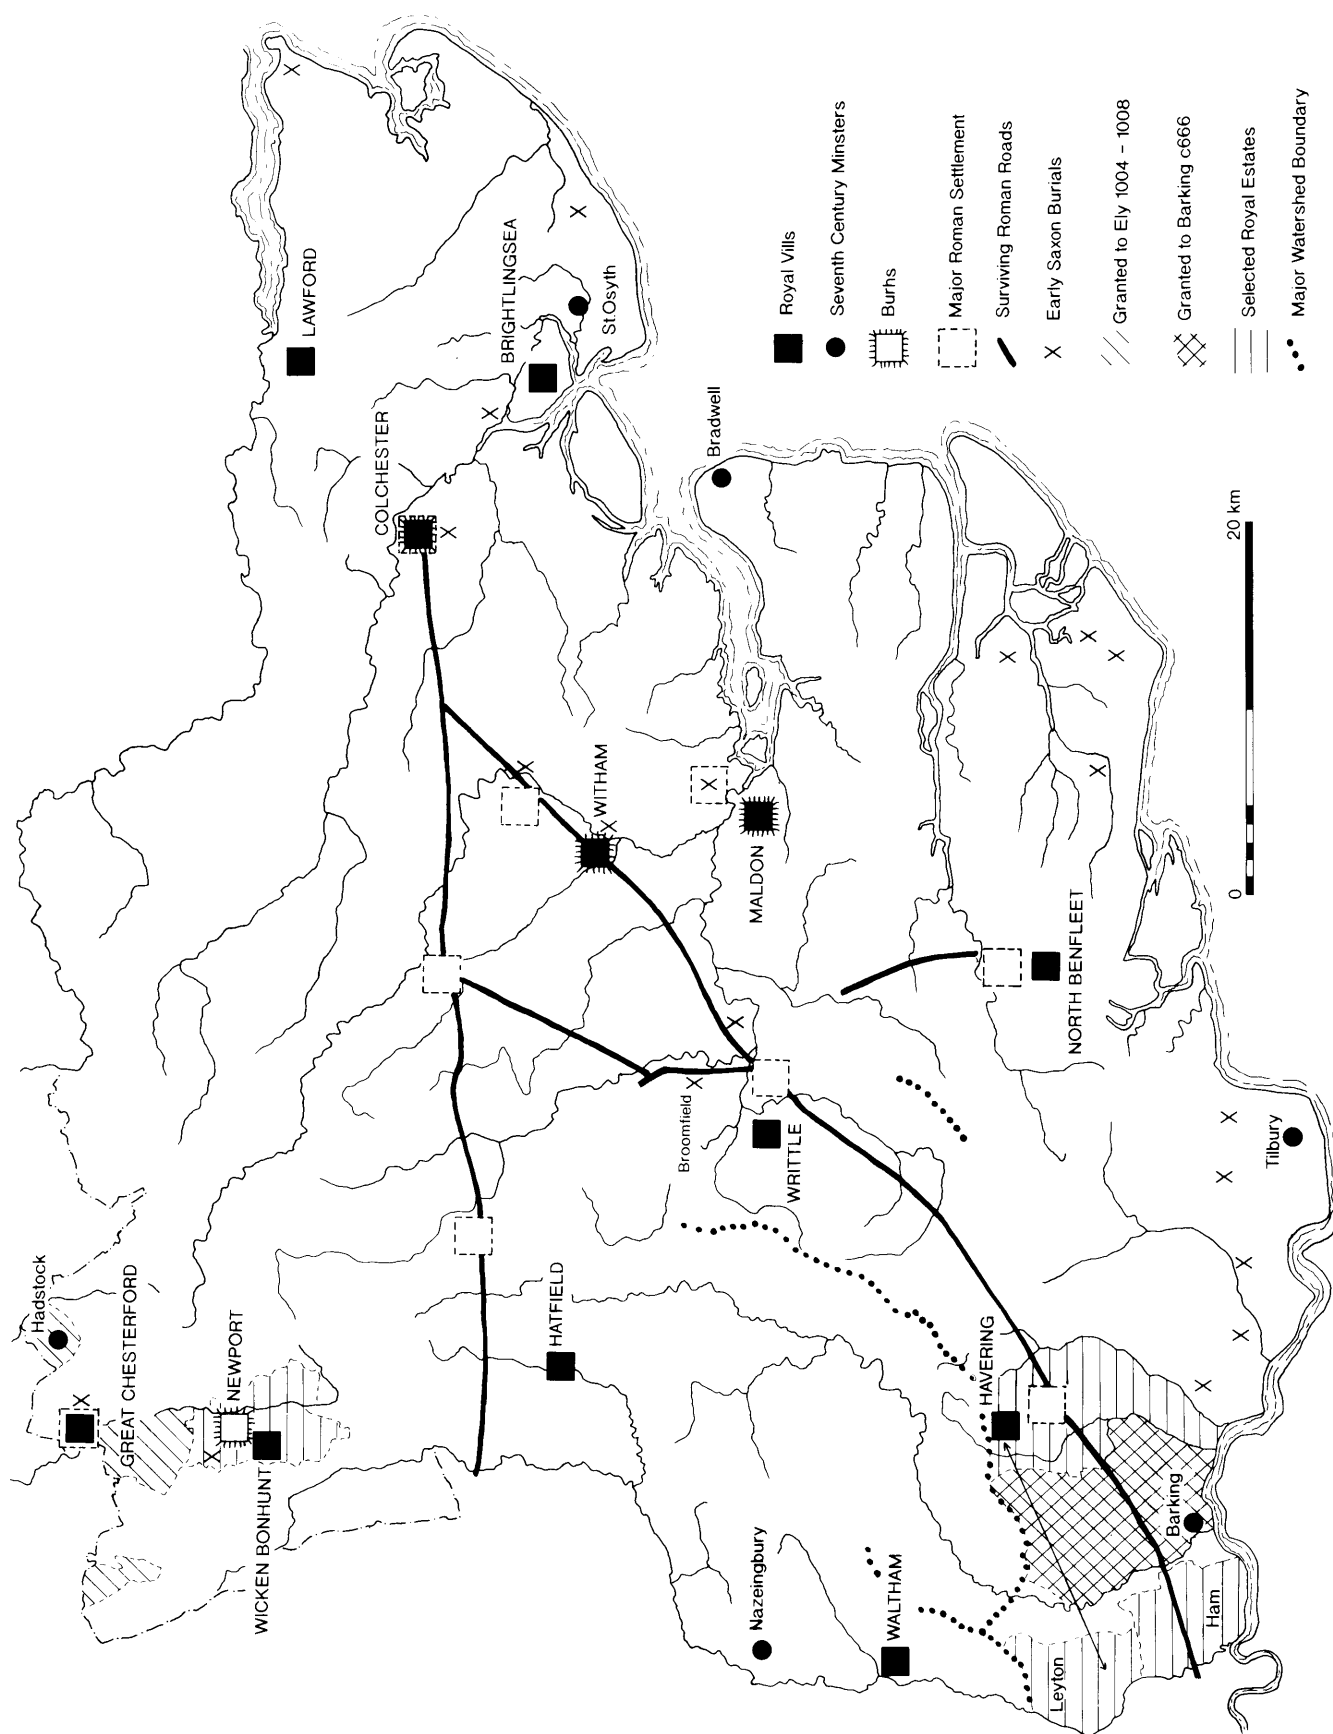 Hadstock
GREAT CHESTERFORD
NEWPORT
WICKEN BONHUNT
HATFIELD
COLCHESTER
LAWFORD
BRIGHTLINGSEA
St.Osyth
WITHAM
MALDON
Bradwell
Broomfield
WRITTLE
Nazeingbury
WALTHAM
HAVERING
NORTH BENFLEET
Leyton
Ham
Barking
Tilbury
0
20 km
Royal Vills
Seventh Century Minsters
Burhs
Major Roman Settlement
Surviving Roman Roads
Early Saxon Burials
Granted to Ely 1004 – 1008
Granted to Barking c666
Selected Royal Estates
Major Watershed Boundary